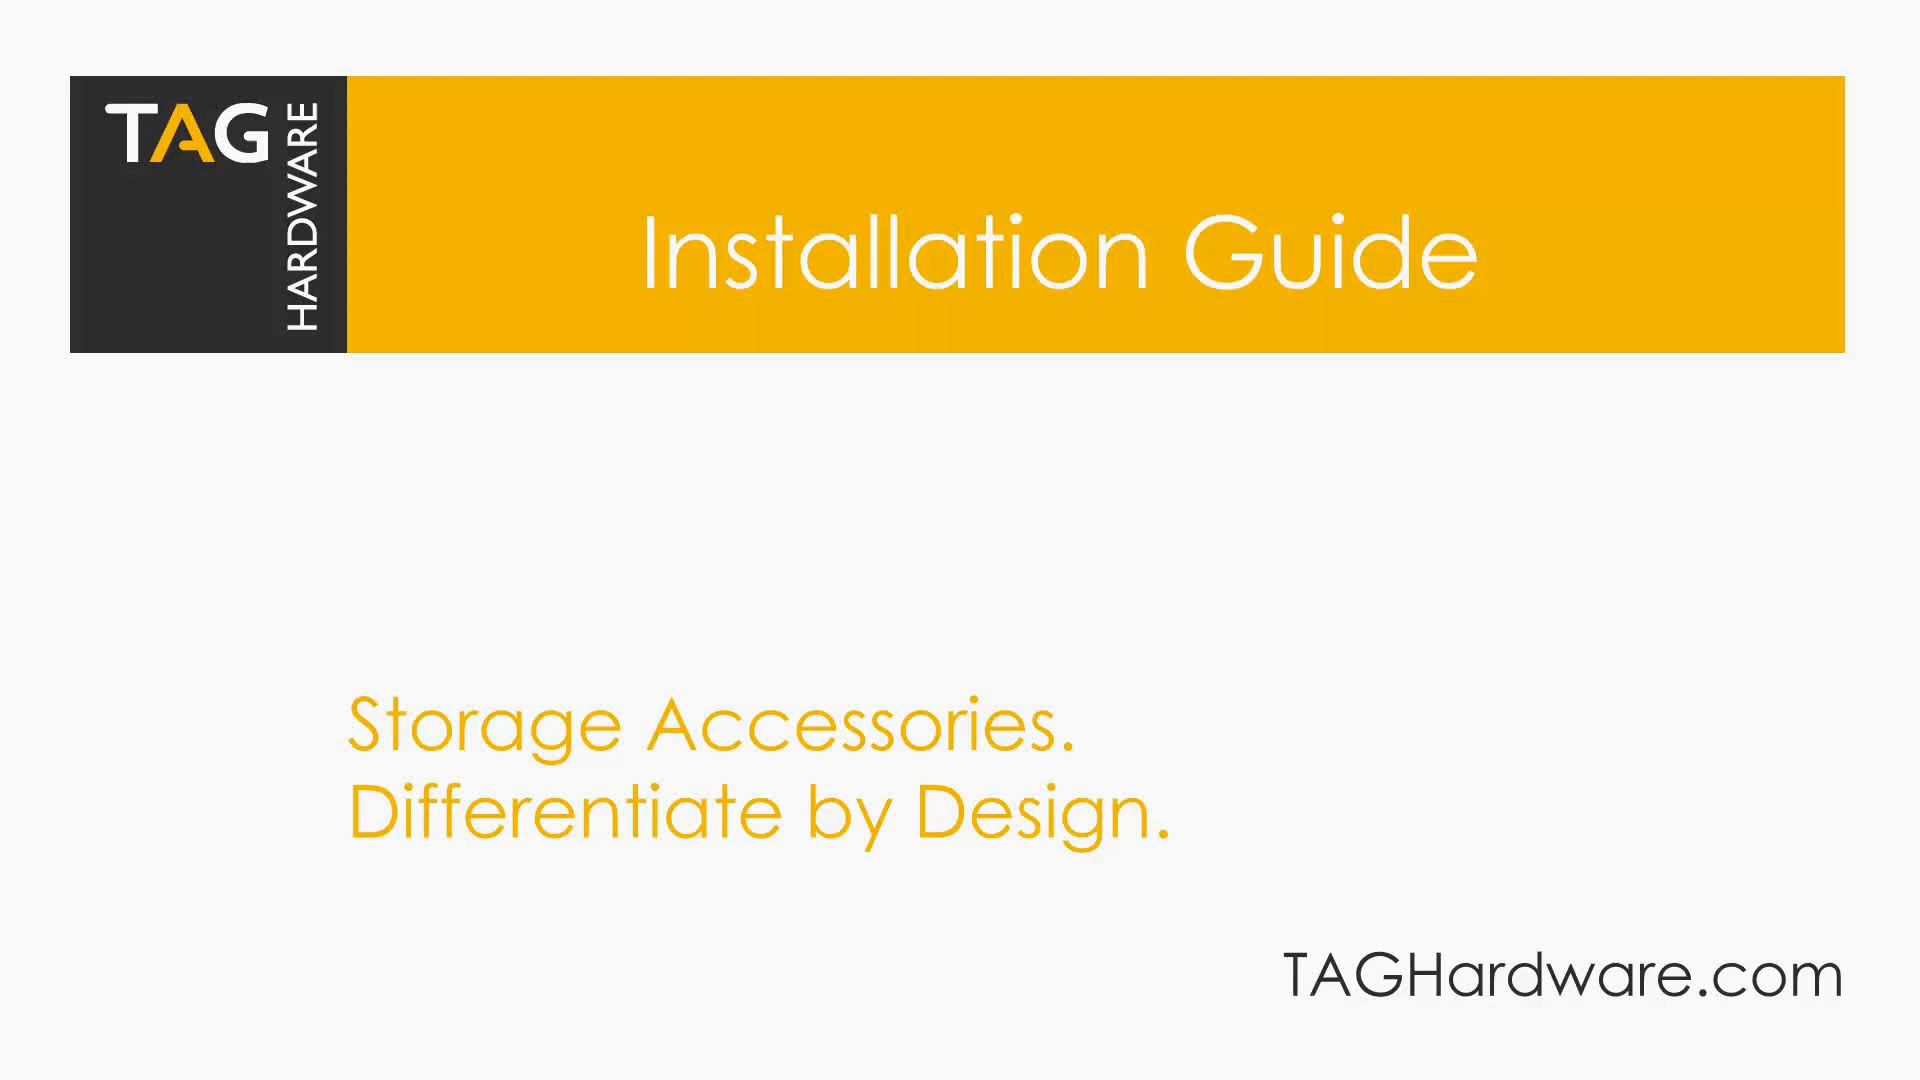 TAG
HARDWARE
Installation Guide
Storage Accessories.
Differentiate by Design.
TAGHardware.com